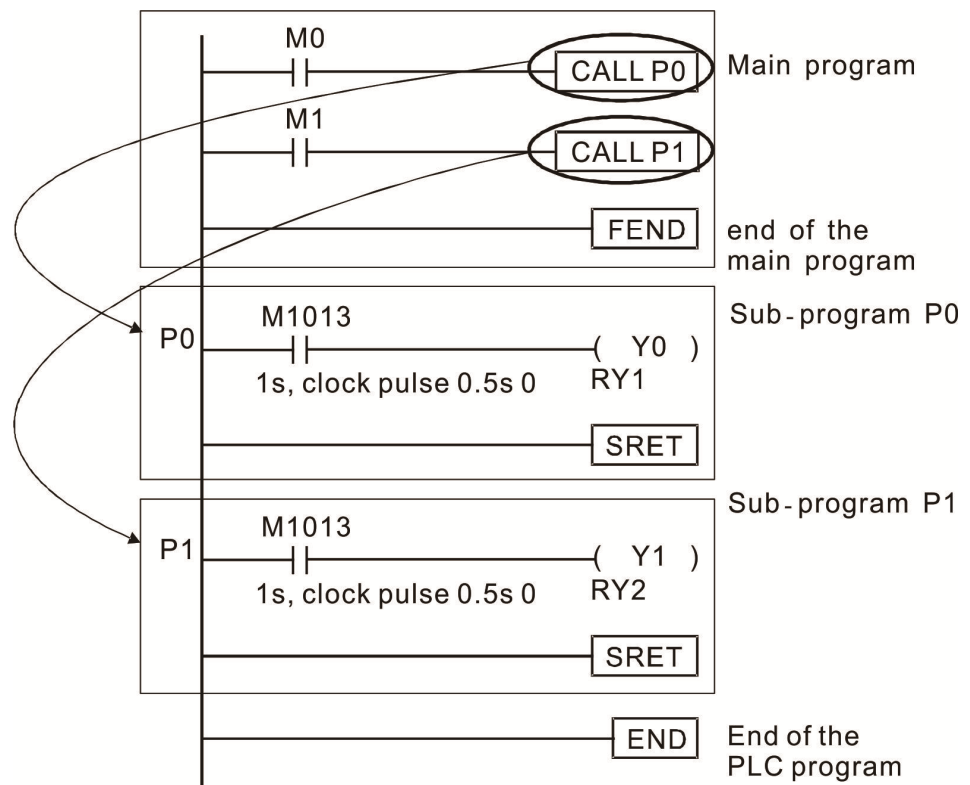 M0
CALL P0
Main program
M1
CALL P1
FEND
end of the
main program
Sub-program P0
P0
M1013
( Y0 )
1s, clock pulse 0.5s 0
RY1
SRET
Sub-program P1
P1
M1013
( Y1 )
1s, clock pulse 0.5s 0
RY2
SRET
END
End of the
PLC program